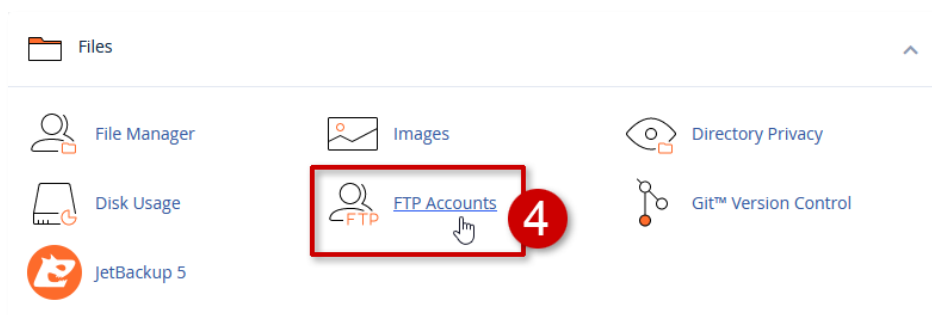 Files
File Manager
Images
Directory Privacy
Disk Usage
FTP
FTP Accounts
4
Git™ Version Control
JetBackup 5